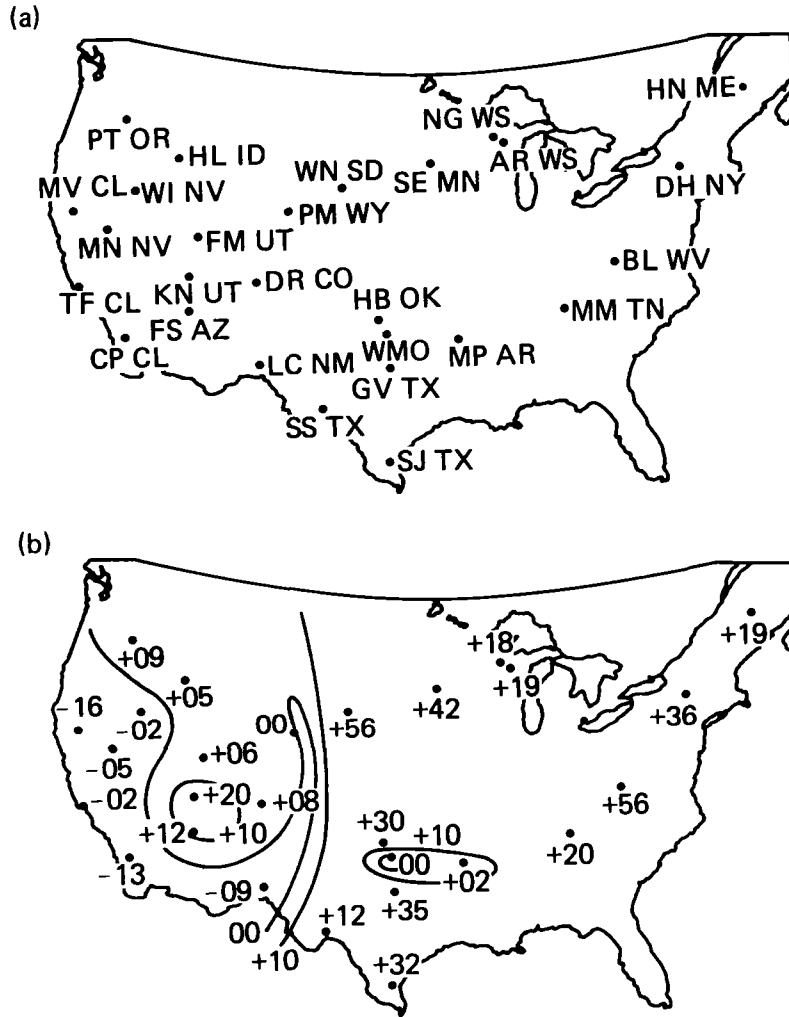 (a)
HN ME
NG WS
PT OR
AR WS
HL ID
WN SD
SE MN
MV CL
WI NV
DH NY
PM WY
MN NV
FM UT
BL WV
KN UT
DR CO
TF CL
HB OK
MM TN
FS AZ
CP CL
WMO
MP AR
LC NM
GV TX
SS TX
SJ TX
(b)
+18
+19
+09
+19
+05
-16
-02
00
+56
+42
+36
-05
+06
-02
+20
+08
+56
+12
+10
+30
+10
+20
-13
00
+02
-09
+35
00
+12
+10
+32